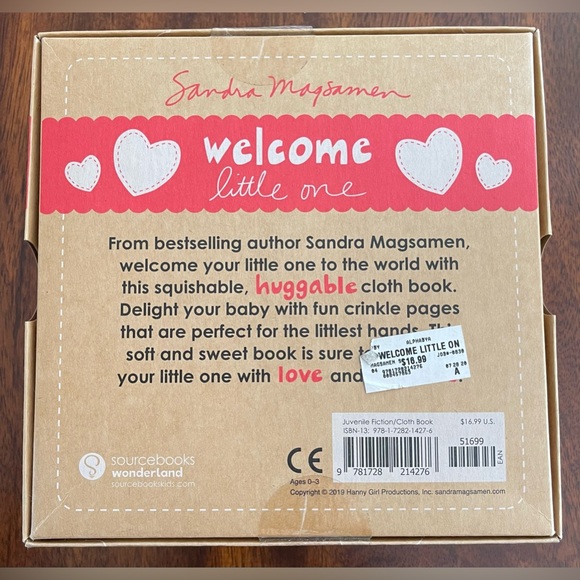 Sandra Magsamen
welcome
little one
From bestselling author Sandra Magsamen,
welcome your little one to the world with
this squishable, huggable cloth book.
Delight your baby with fun crinkle pages
that are perfect for the littlest hands.
soft and sweet book is sure
your little one with love and
ALPHABYA
WELCOME LITTLE ON
MAGSAMEN
$16.99
9781728214276
A
Juvenile Fiction/Cloth Book
$16.99 U.S.
ISBN-13: 978-1-7282-1427-6
51699
EAN
9 781728 214276
CE
Ages 0–3
sourcebooks
wonderland
sourcebookskids.com
Copyright © 2019 Hanny Girl Productions, Inc. sandramagsamen.com